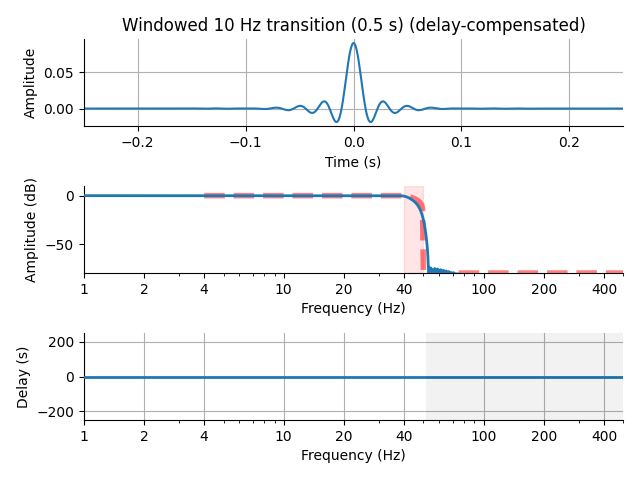 Windowed 10 Hz transition (0.5 s) (delay-compensated)
Amplitude
0.05
0.00
−0.2 −0.1 0.0 0.1 0.2
Time (s)
Amplitude (dB)
0
−50
1 2 4 10 20 40 100 200 400
Frequency (Hz)
Delay (s)
200
0
−200
1 2 4 10 20 40 100 200 400
Frequency (Hz)